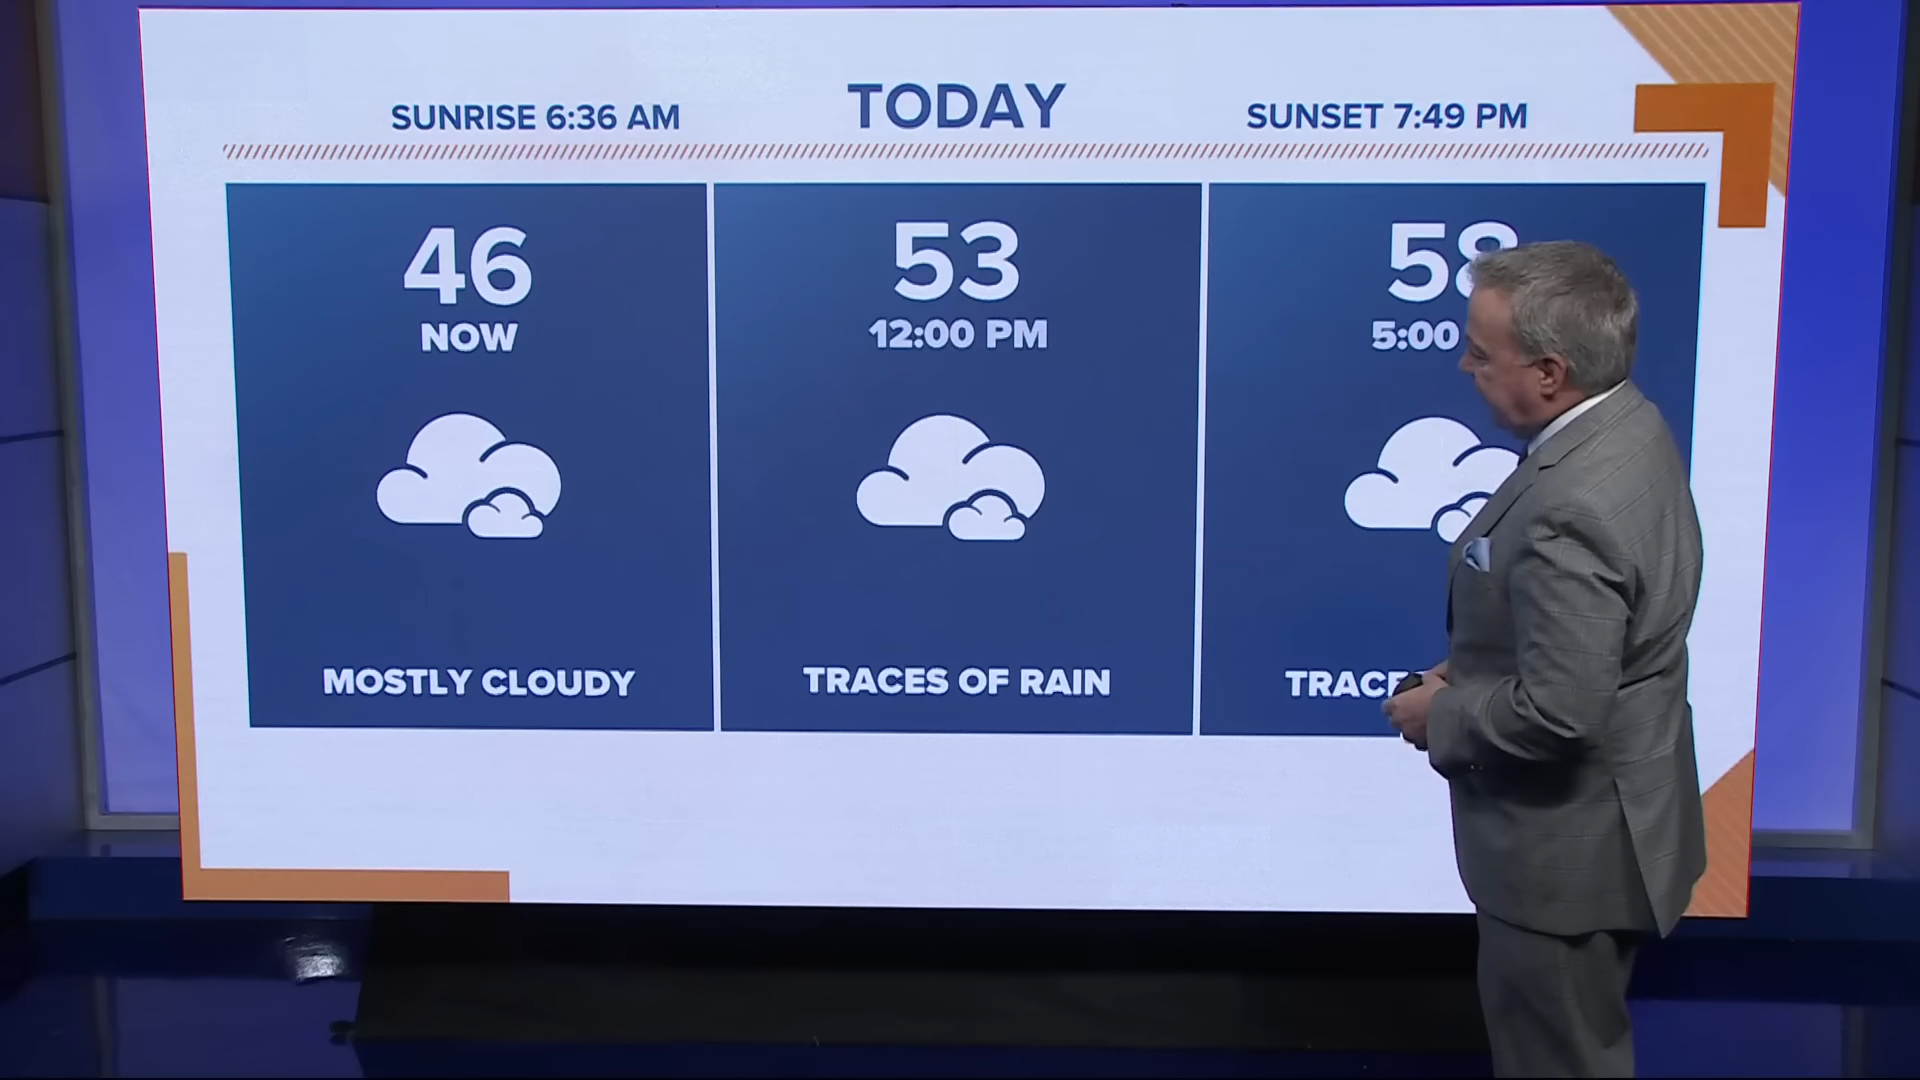 SUNRISE 6:36 AM
TODAY
SUNSET 7:49 PM
46
NOW
MOSTLY CLOUDY
53
12:00 PM
TRACES OF RAIN
58
5:00